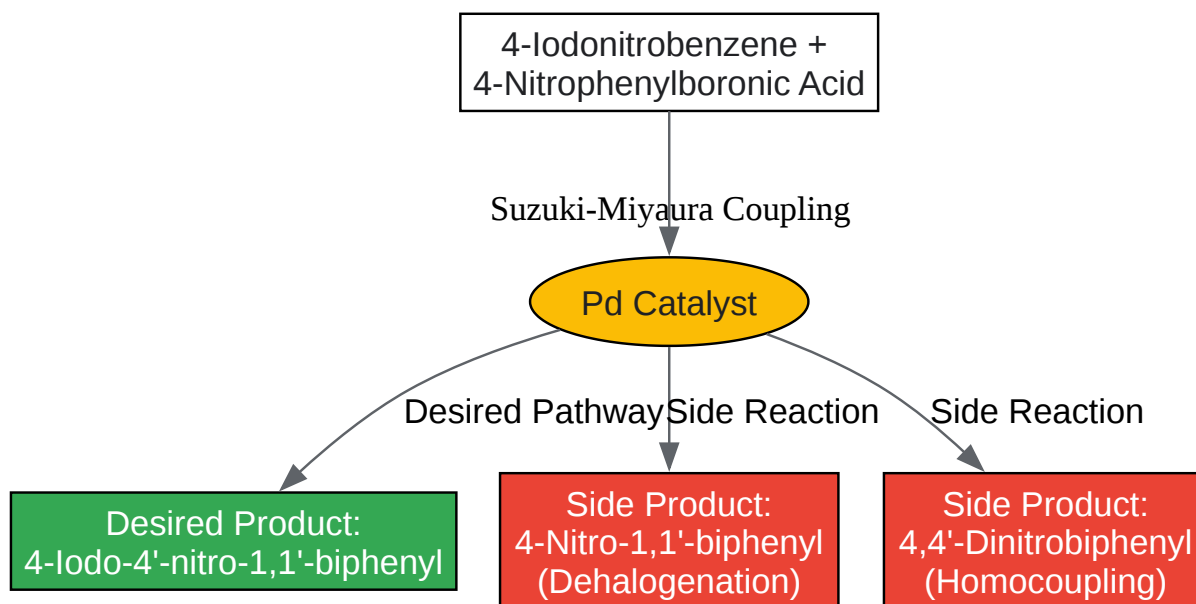 4-Iodonitrobenzene +
4-Nitrophenylboronic Acid
Suzuki-Miyaura Coupling
Pd Catalyst
Desired Pathway
Side Reaction
Side Reaction
Desired Product:
4-Iodo-4'-nitro-1,1'-biphenyl
Side Product:
4-Nitro-1,1'-biphenyl
(Dehalogenation)
Side Product:
4,4'-Dinitrobiphenyl
(Homocoupling)